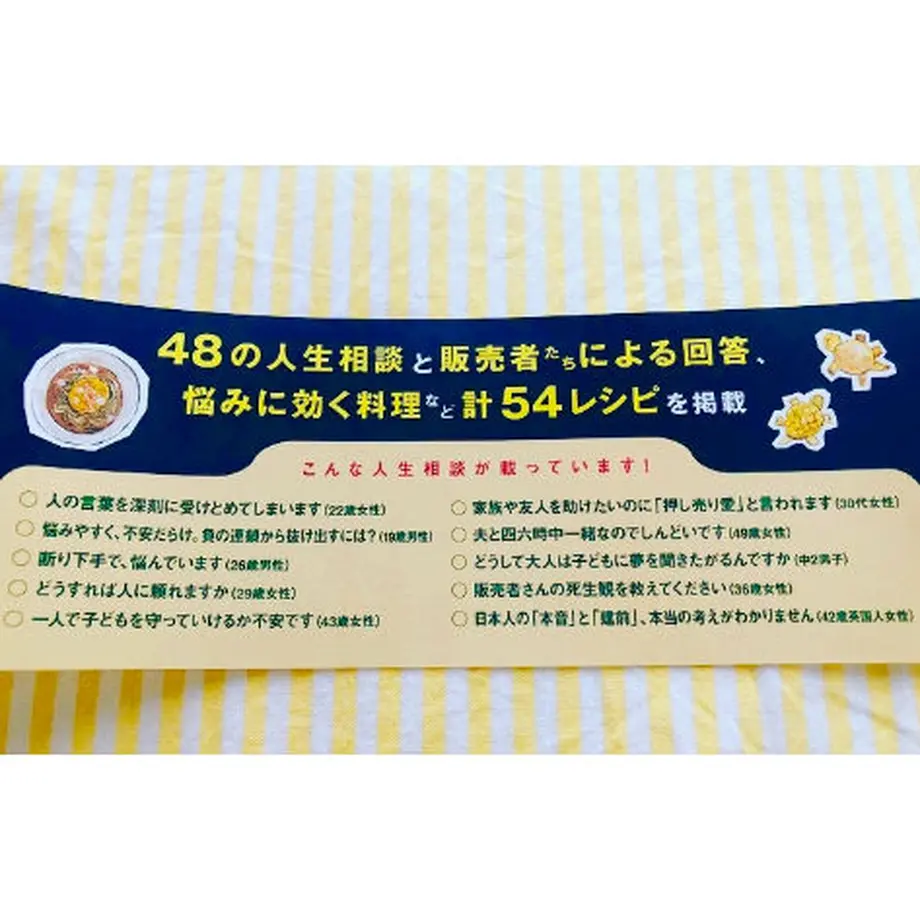 48の人生相談と販売者たちによる回答、
悩みに効く料理など計54レシピを掲載
こんな人生相談が載っています!
○ 人の言葉を深刻に受けとめてしまいます(22歳女性)
○ 悩みやすく、不安だらけ。負の連鎖から抜け出すには?(19歳男性)
○ 断り下手で、悩んでいます(26歳男性)
○ どうすれば人に頼れますか(29歳女性)
○ 一人で子どもを守っていけるか不安です(43歳女性)
○ 家族や友人を助けたいのに「押し売り愛」と言われます(30代女性)
○ 夫と四六時中一緒なのでしんどいです(49歳女性)
○ どうして大人は子どもに夢を聞きたがるんですか(中2男子)
○ 販売者さんの死生観を教えてください(36歳女性)
○ 日本人の「本音」と「建前」、本当の考えがわかりません(42歳英国人女性)